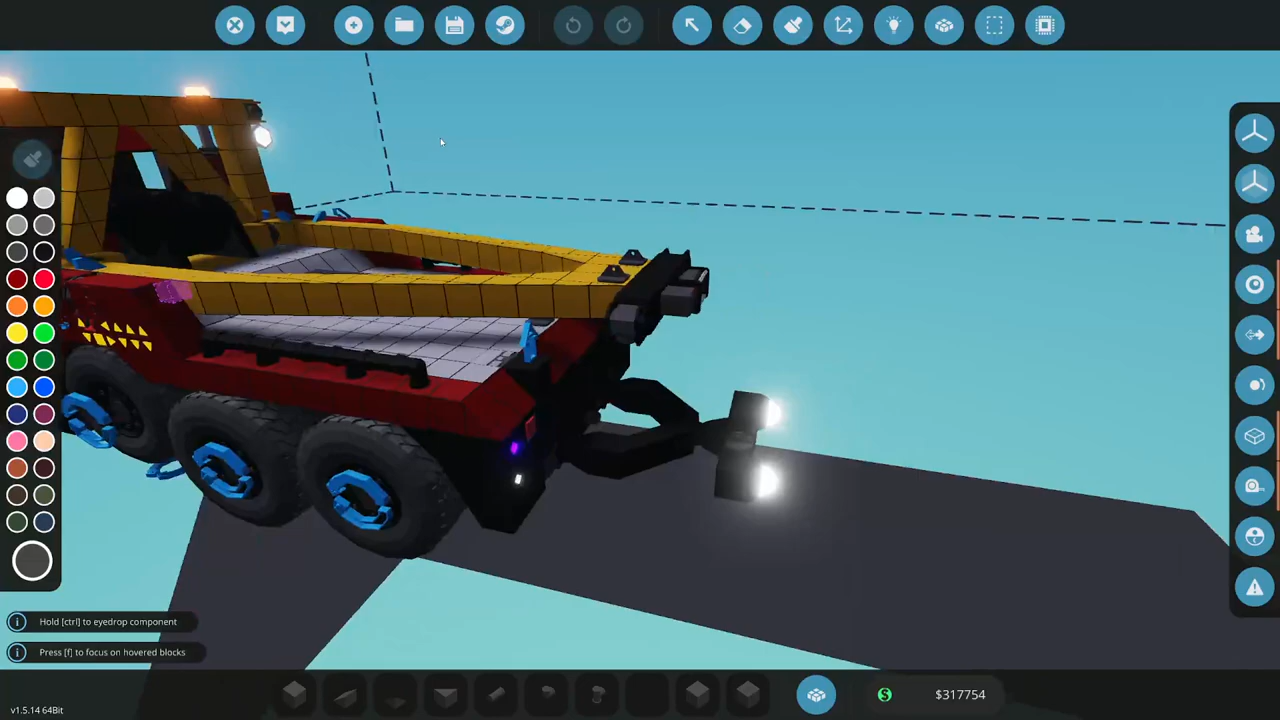 Hold [ctrl] to eyedrop component
Press [f] to focus on hovered blocks
$317754
v1.5.14 64Bit